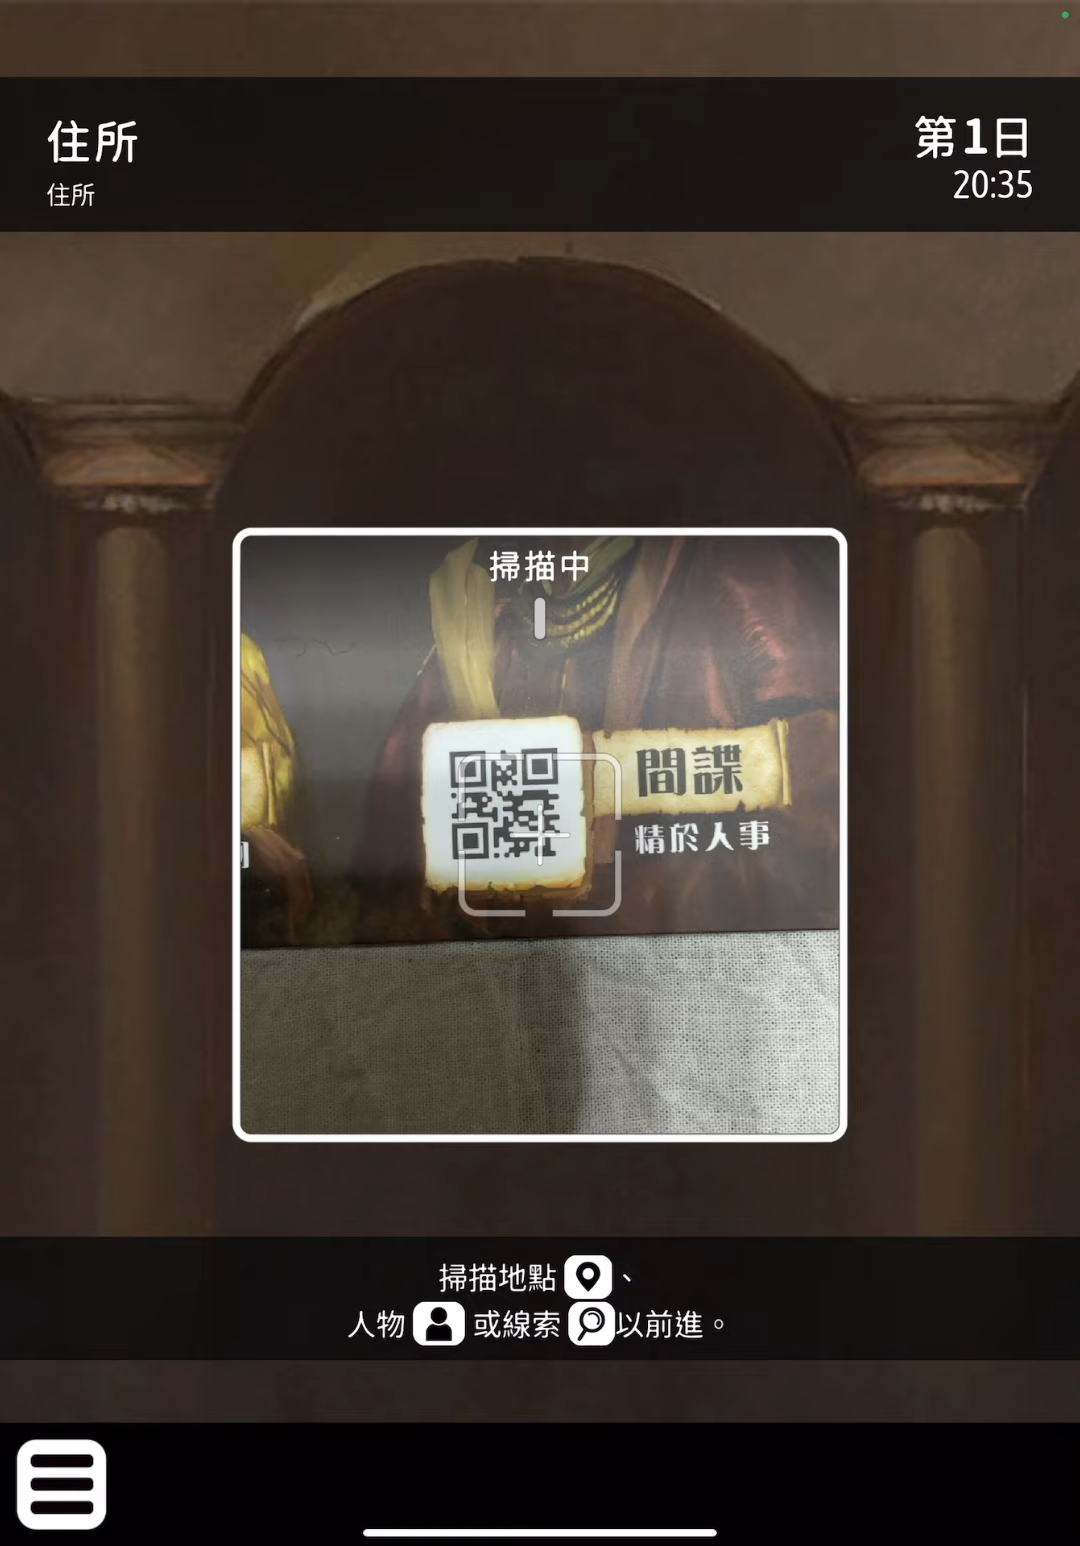 住所
住所
第1日
20:35
掃描中
間諜
精於人事
掃描地點、
人物 或線索 以前進。